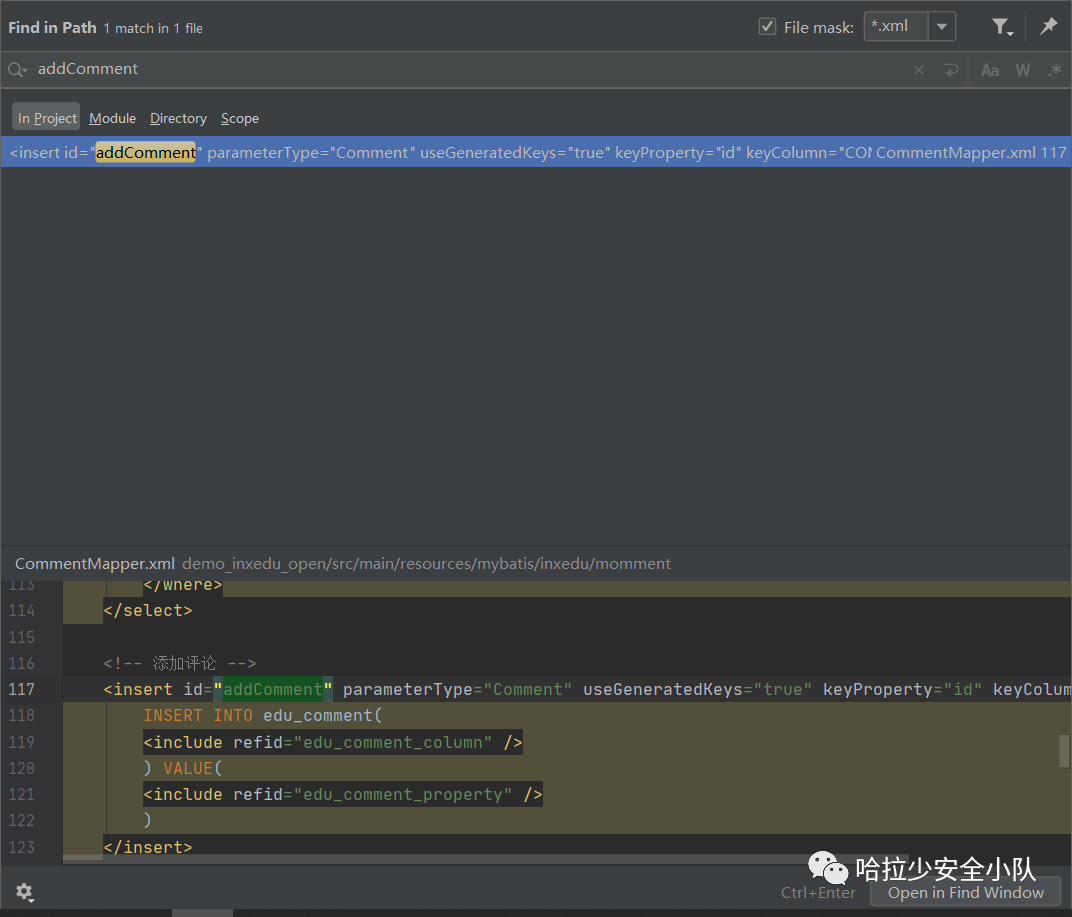 Find in Path 1 match in 1 file File mask: *.xml
addComment Aa W .*
In Project Module Directory Scope
<insert id="addComment" parameterType="Comment" useGeneratedKeys="true" keyProperty="id" keyColumn="COM CommentMapper.xml 117
CommentMapper.xml demo_inxedu_open/src/main/resources/mybatis/inxedu/momment
113 </where>
114 </select>
115
116 <!-- 添加评论 -->
117 <insert id="addComment" parameterType="Comment" useGeneratedKeys="true" keyProperty="id" keyColum
118 INSERT INTO edu_comment(
119 <include refid="edu_comment_column" />
120 ) VALUE(
121 <include refid="edu_comment_property" />
122 )
123 </insert>
哈拉少安全小队
Ctrl+Enter Open in Find Window